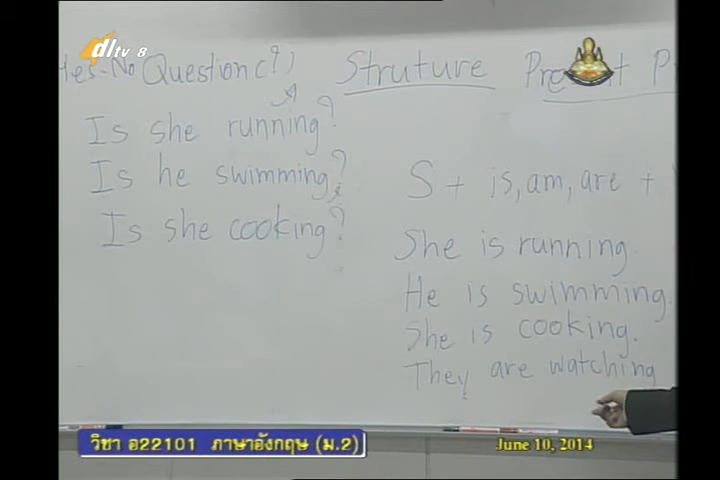 dltv 8
Yes-No Question (?)
Is she running?
Is he swimming?
Is she cooking?
Struture
S + is, am, are +
She is running.
He is swimming.
She is cooking.
They are watching
วิชา อ22101 ภาษาอังกฤษ (ม.2)
June 10, 2014